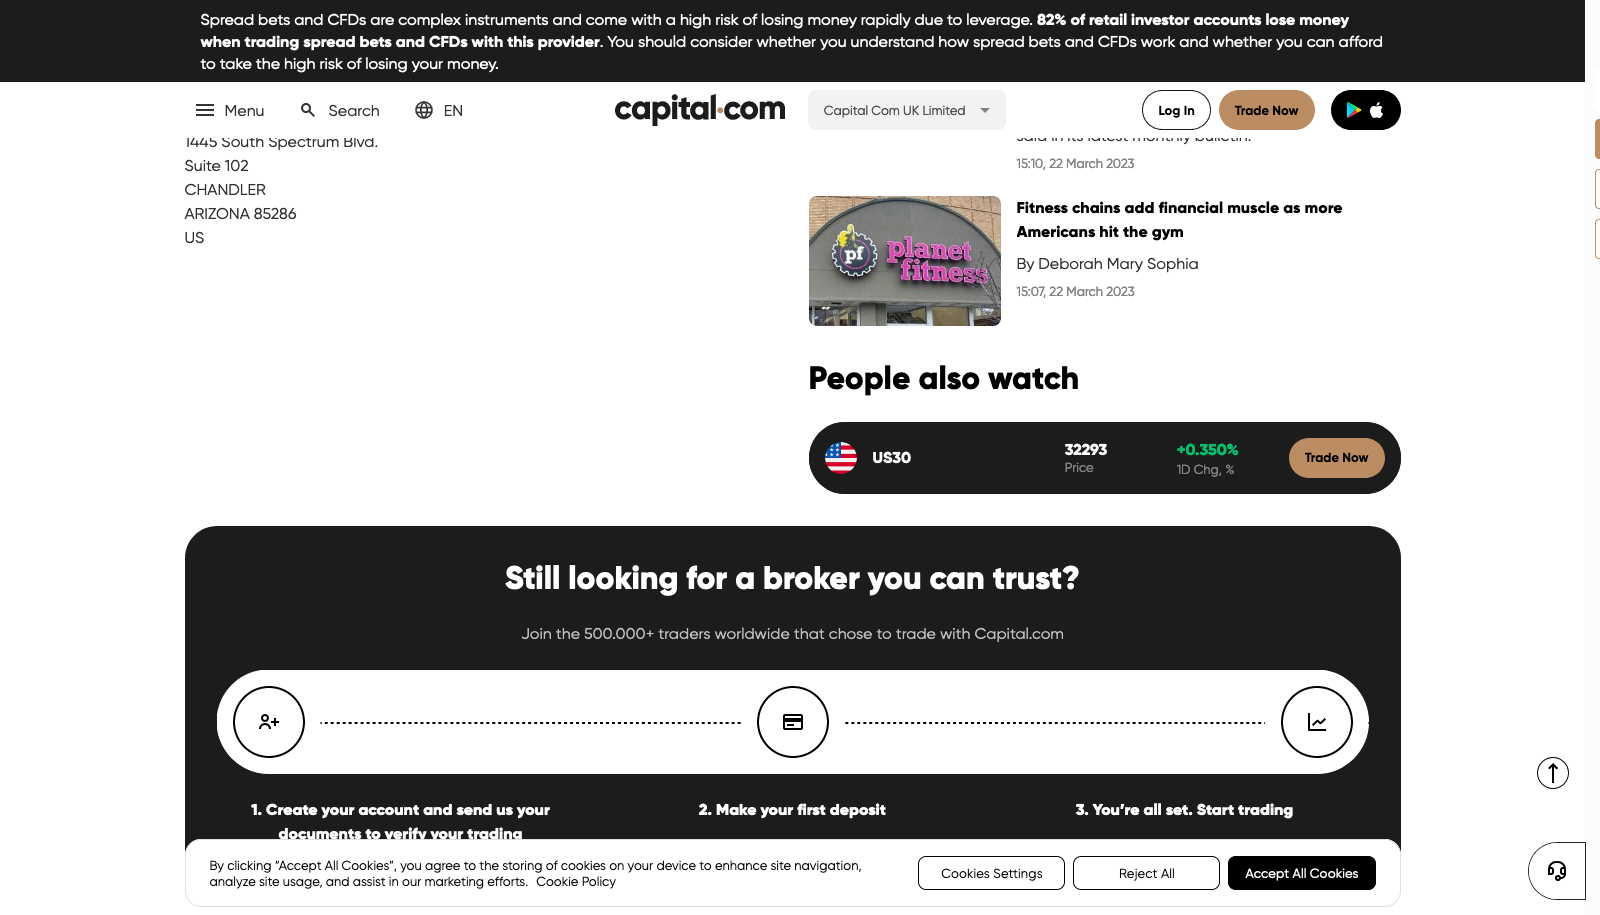 Spread bets and CFDs are complex instruments and come with a high risk of losing money rapidly due to leverage. 82% of retail investor accounts lose money
when trading spread bets and CFDs with this provider. You should consider whether you understand how spread bets and CFDs work and whether you can afford
to take the high risk of losing your money.
Menu
Search
EN
capital.com
Capital Com UK Limited
Log In
Trade Now
1445 South Spectrum Blvd.
Suite 102
CHANDLER
ARIZONA 85286
US
said in its latest monthly bulletin.
15:10, 22 March 2023
pf planet
fitness
Fitness chains add financial muscle as more
Americans hit the gym
By Deborah Mary Sophia
15:07, 22 March 2023
People also watch
US30
32293
Price
+0.350%
1D Chg, %
Trade Now
Still looking for a broker you can trust?
Join the 500.000+ traders worldwide that chose to trade with Capital.com
1. Create your account and send us your
documents to verify your trading
2. Make your first deposit
3. You're all set. Start trading
By clicking “Accept All Cookies”, you agree to the storing of cookies on your device to enhance site navigation,
analyze site usage, and assist in our marketing efforts. Cookie Policy
Cookies Settings
Reject All
Accept All Cookies